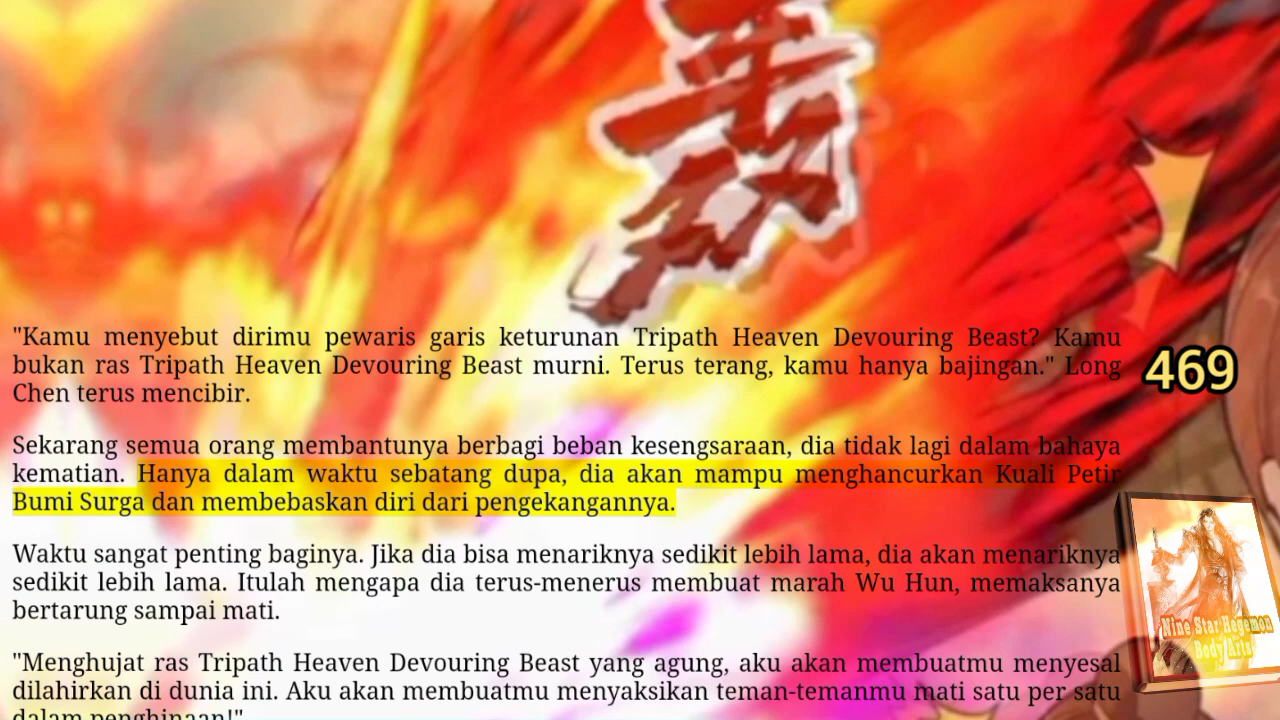 "Kamu menyebut dirimu pewaris garis keturunan Tripath Heaven Devouring Beast? Kamu
bukan ras Tripath Heaven Devouring Beast murni. Terus terang, kamu hanya bajingan." Long
Chen terus mencibir.
469
Sekarang semua orang membantunya berbagi beban kesengsaraan, dia tidak lagi dalam bahaya
kematian. Hanya dalam waktu sebatang dupa, dia akan mampu menghancurkan Kuali Petir
Bumi Surga dan membebaskan diri dari pengekangannya.
Waktu sangat penting baginya. Jika dia bisa menariknya sedikit lebih lama, dia akan menariknya
sedikit lebih lama. Itulah mengapa dia terus-menerus membuat marah Wu Hun, memaksanya
bertarung sampai mati.
Nine Star Hegemon
Body Arts
"Menghujat ras Tripath Heaven Devouring Beast yang agung, aku akan membuatmu menyesal
dilahirkan di dunia ini. Aku akan membuatmu menyaksikan teman-temanmu mati satu per satu
dalam penghinaan!"